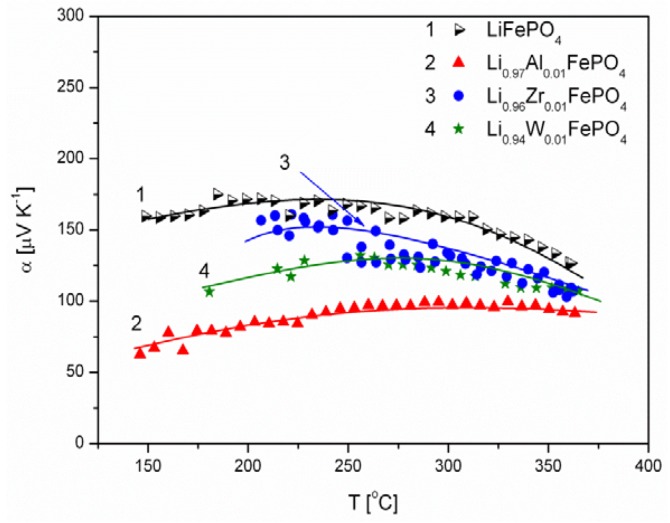 300
250
200
150
100
50
0
α [μV K⁻¹]
1 LiFePO₄
2 Li₀.₉₇Al₀.₀₁FePO₄
3 Li₀.₉₆Zr₀.₀₁FePO₄
4 Li₀.₉₄W₀.₀₁FePO₄
3
1
4
2
150 200 250 300 350 400
T [°C]